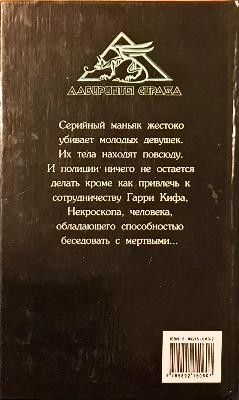 ЛАБИРИНТЫ СТРАХА
Серийный маньяк жестоко
убивает молодых девушек.
Их тела находят повсюду.
И полиции ничего не остается
делать кроме как привлечь к
сотрудничеству Гарри Кифа,
Некроскопа, человека,
обладающего способностью
беседовать с мертвыми...